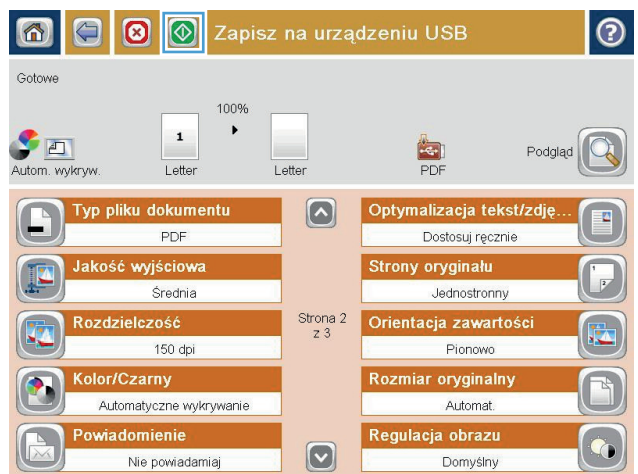 Zapisz na urządzeniu USB
?
Gotowe
100%
1
Autom. wykryw.
Letter
Letter
PDF
Podgląd
Typ pliku dokumentu
PDF
Optymalizacja tekst/zdję...
Dostosuj ręcznie
Jakość wyjściowa
Średnia
Strony oryginału
Jednostronny
Rozdzielczość
150 dpi
Strona 2
z 3
Orientacja zawartości
Pionowo
Kolor/Czarny
Automatyczne wykrywanie
Rozmiar oryginalny
Automat.
Powiadomienie
Nie powiadamiaj
Regulacja obrazu
Domyślny